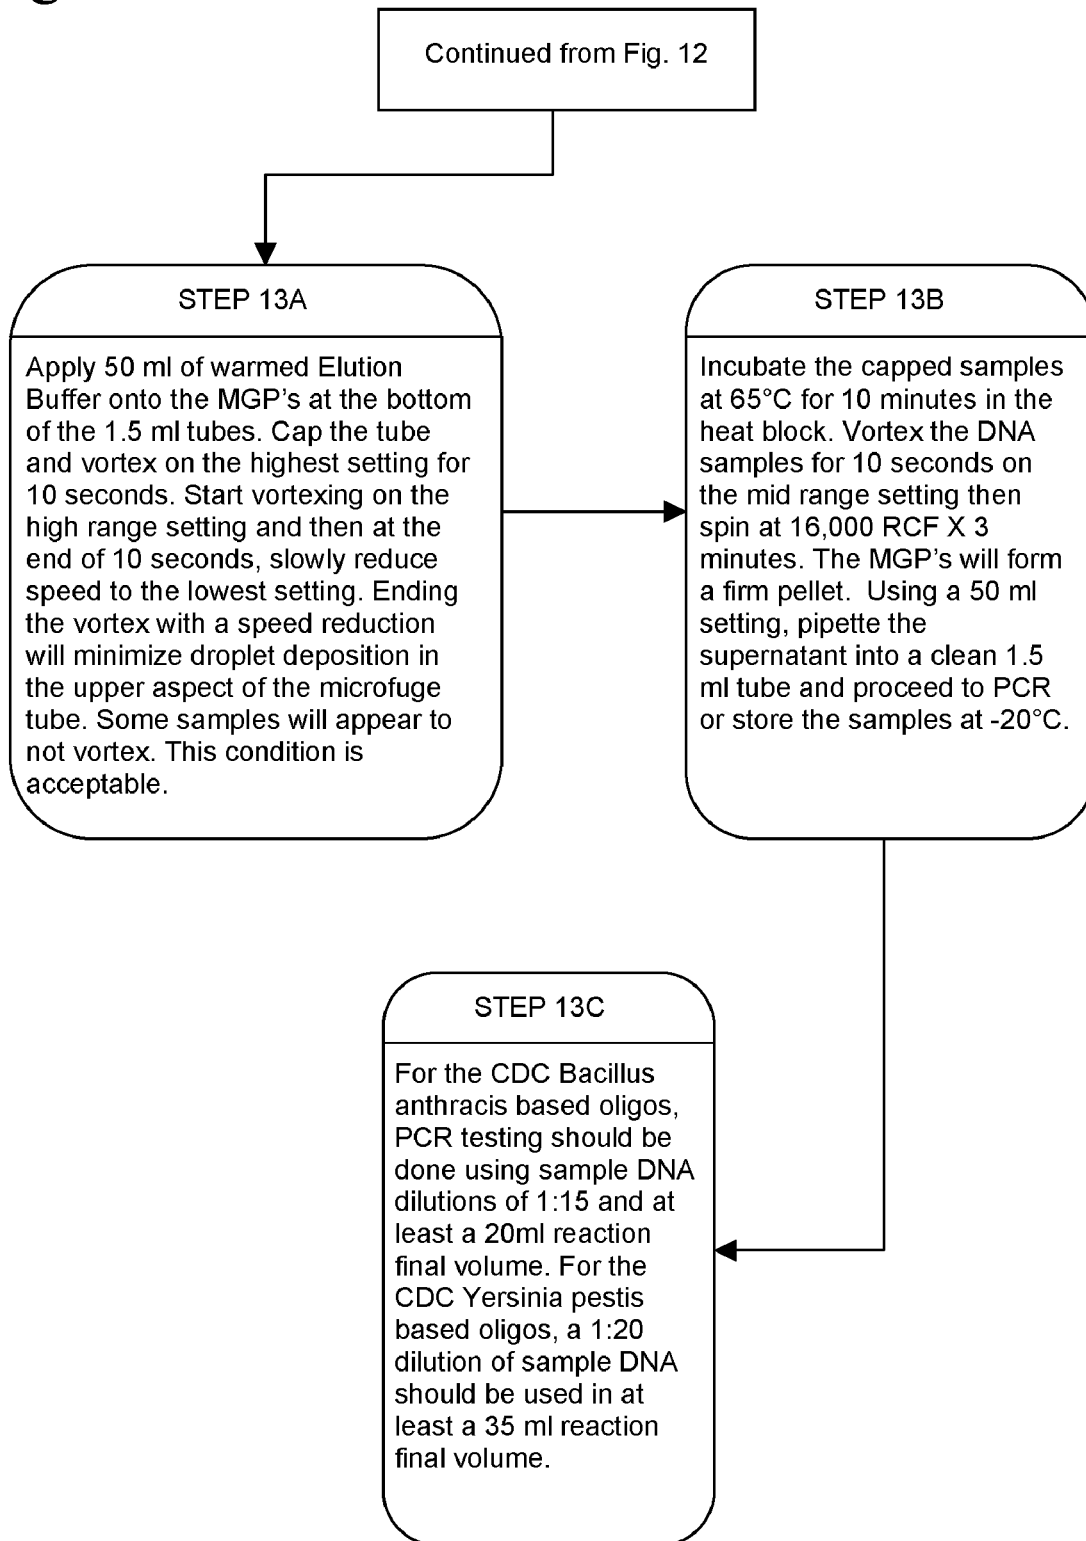 Continued from Fig. 12
STEP 13A
Apply 50 ml of warmed Elution
Buffer onto the MGP's at the bottom
of the 1.5 ml tubes. Cap the tube
and vortex on the highest setting for
10 seconds. Start vortexing on the
high range setting and then at the
end of 10 seconds, slowly reduce
speed to the lowest setting. Ending
the vortex with a speed reduction
will minimize droplet deposition in
the upper aspect of the microfuge
tube. Some samples will appear to
not vortex. This condition is
acceptable.
STEP 13B
Incubate the capped samples
at 65°C for 10 minutes in the
heat block. Vortex the DNA
samples for 10 seconds on
the mid range setting then
spin at 16,000 RCF X 3
minutes. The MGP's will form
a firm pellet.  Using a 50 ml
setting, pipette the
supernatant into a clean 1.5
ml tube and proceed to PCR
or store the samples at -20°C.
STEP 13C
For the CDC Bacillus
anthracis based oligos,
PCR testing should be
done using sample DNA
dilutions of 1:15 and at
least a 20ml reaction
final volume. For the
CDC Yersinia pestis
based oligos, a 1:20
dilution of sample DNA
should be used in at
least a 35 ml reaction
final volume.